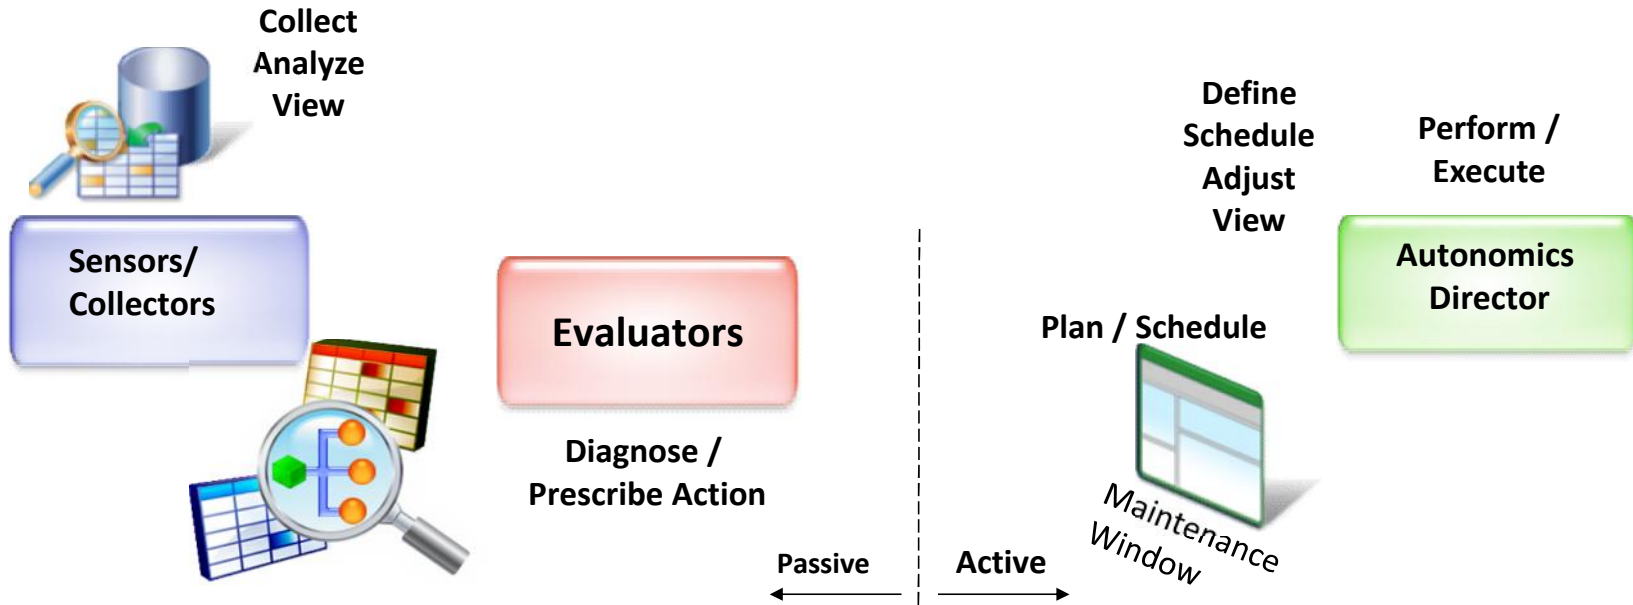 Collect
Analyze
View
Sensors/
Collectors
Evaluators
Diagnose /
Prescribe Action
Passive
Active
Define
Schedule
Adjust
View
Perform /
Execute
Autonomics
Director
Plan / Schedule
Maintenance
Window